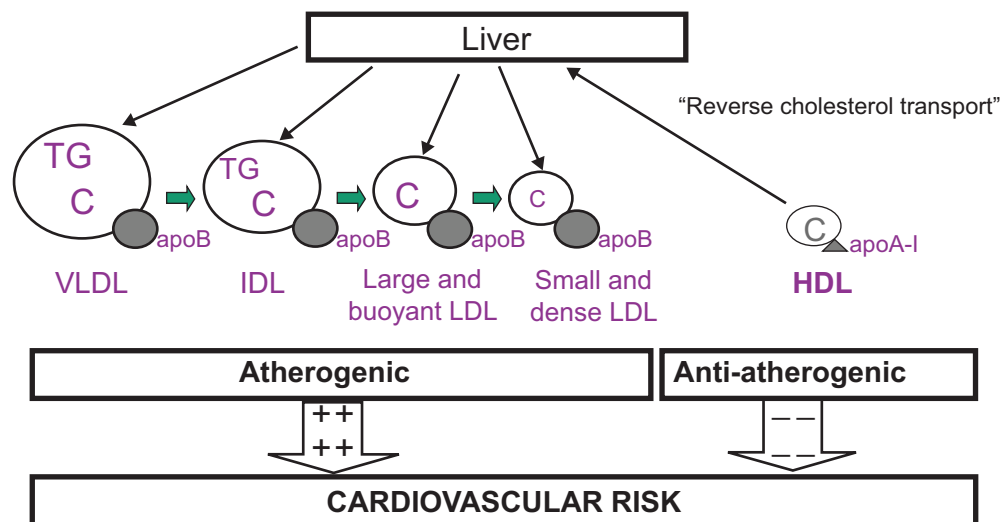 Liver
“Reverse cholesterol transport”
TG
C
apoB
TG
C
apoB
C
apoB
C
apoB
C
apoA-I
VLDL
IDL
Large and
buoyant LDL
Small and
dense LDL
HDL
Atherogenic
Anti-atherogenic
++
++
– –
– –
CARDIOVASCULAR RISK